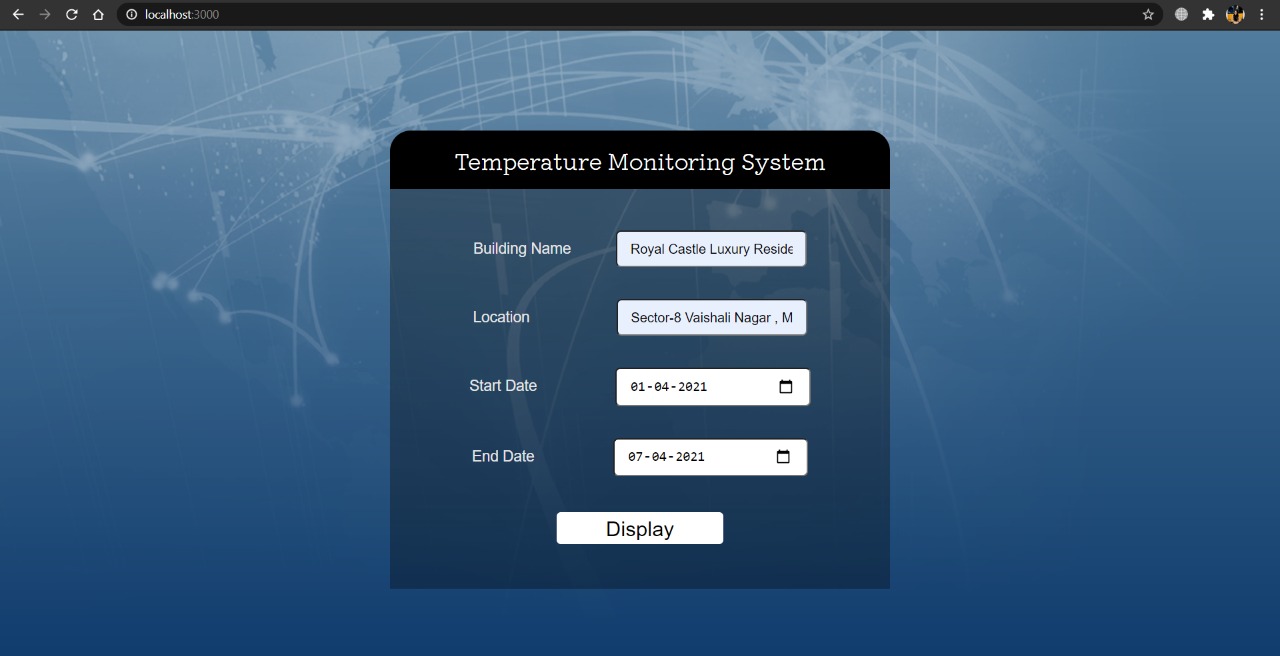 localhost:3000
Temperature Monitoring System
Building Name
Royal Castle Luxury Reside
Location
Sector-8 Vaishali Nagar , M
Start Date
01-04-2021
End Date
07-04-2021
Display